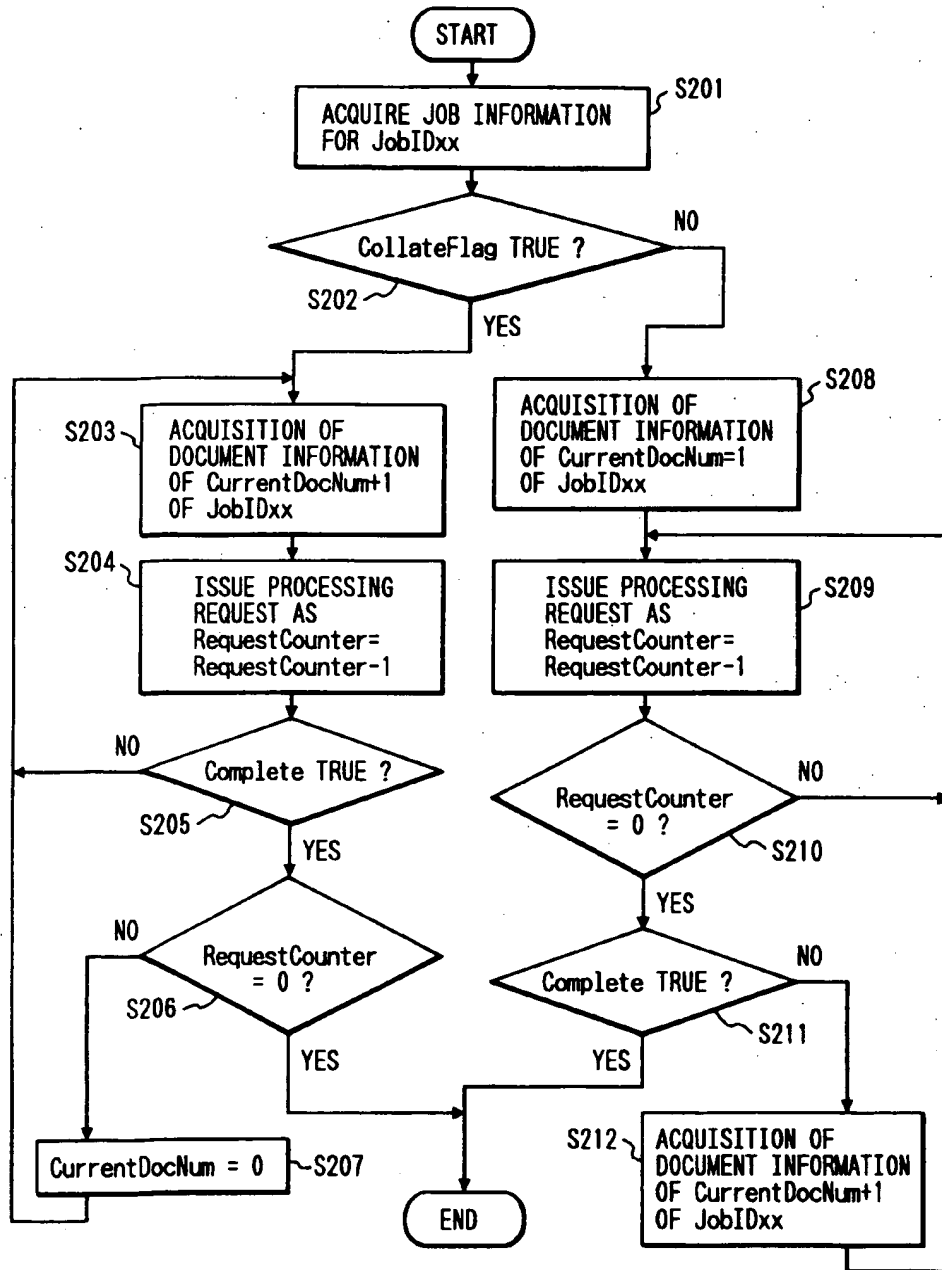 START
S201
ACQUIRE JOB INFORMATION
FOR JobIDxx
NO
CollateFlag TRUE ?
S202
YES
S203
ACQUISITION OF
DOCUMENT INFORMATION
OF CurrentDocNum+1
OF JobIDxx
S208
ACQUISITION OF
DOCUMENT INFORMATION
OF CurrentDocNum=1
OF JobIDxx
S204
ISSUE PROCESSING
REQUEST AS
RequestCounter=
RequestCounter-1
S209
ISSUE PROCESSING
REQUEST AS
RequestCounter=
RequestCounter-1
NO
Complete TRUE ?
S205
YES
NO
RequestCounter
= 0 ?
S210
YES
NO
RequestCounter
= 0 ?
S206
YES
NO
Complete TRUE ?
S211
YES
CurrentDocNum = 0
S207
S212
ACQUISITION OF
DOCUMENT INFORMATION
OF CurrentDocNum+1
OF JobIDxx
END